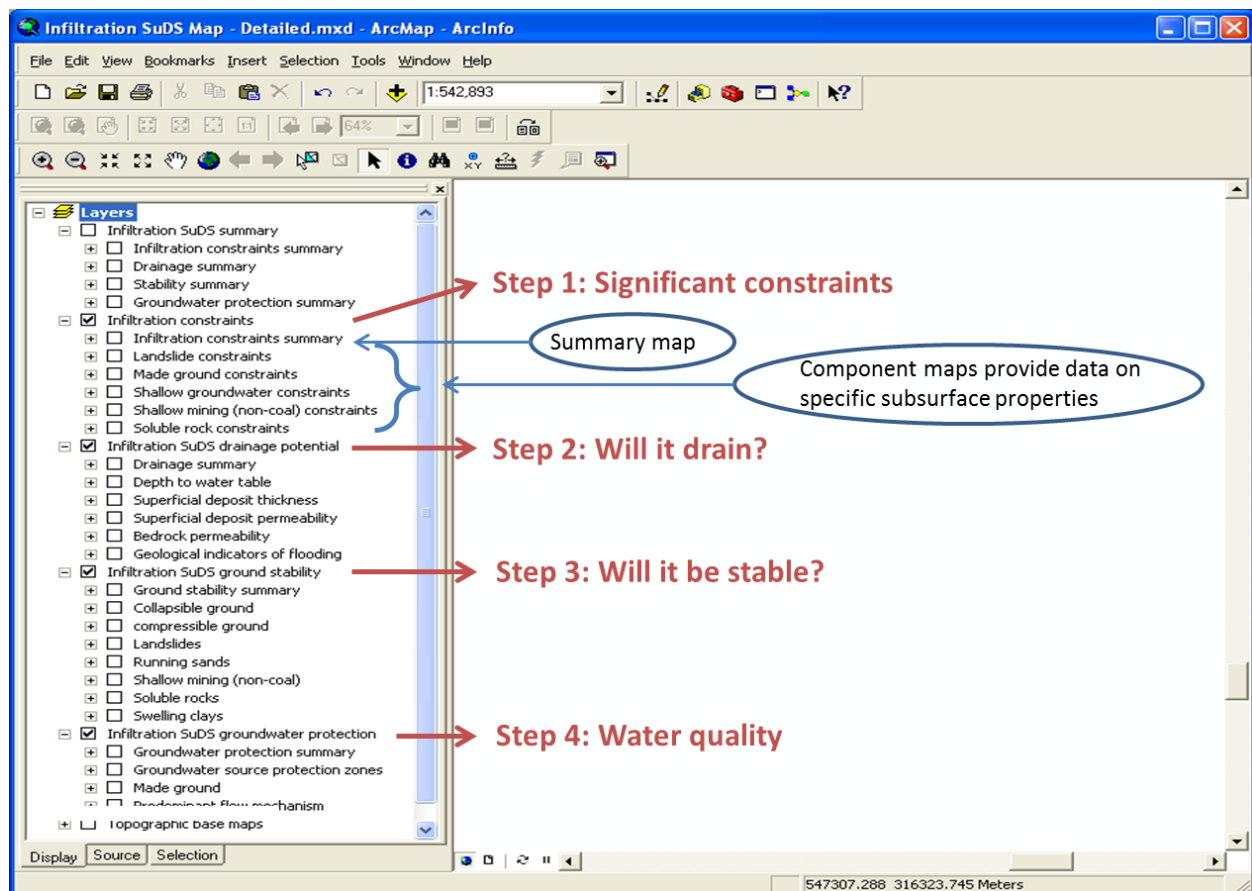 Infiltration SuDS Map - Detailed.mxd - ArcMap - ArcInfo
File Edit View Bookmarks Insert Selection Tools Window Help
1:542,893
64%
Layers
Infiltration SuDS summary
Infiltration constraints summary
Drainage summary
Stability summary
Groundwater protection summary
Infiltration constraints
Infiltration constraints summary
Landslide constraints
Made ground constraints
Shallow groundwater constraints
Shallow mining (non-coal) constraints
Soluble rock constraints
Infiltration SuDS drainage potential
Drainage summary
Depth to water table
Superficial deposit thickness
Superficial deposit permeability
Bedrock permeability
Geological indicators of flooding
Infiltration SuDS ground stability
Ground stability summary
Collapsible ground
compressible ground
Landslides
Running sands
Shallow mining (non-coal)
Soluble rocks
Swelling clays
Infiltration SuDS groundwater protection
Groundwater protection summary
Groundwater source protection zones
Made ground
Predominant flow mechanism
Topographic base maps
Display Source Selection
Step 1: Significant constraints
Summary map
Component maps provide data on
specific subsurface properties
Step 2: Will it drain?
Step 3: Will it be stable?
Step 4: Water quality
547307.288 316323.745 Meters